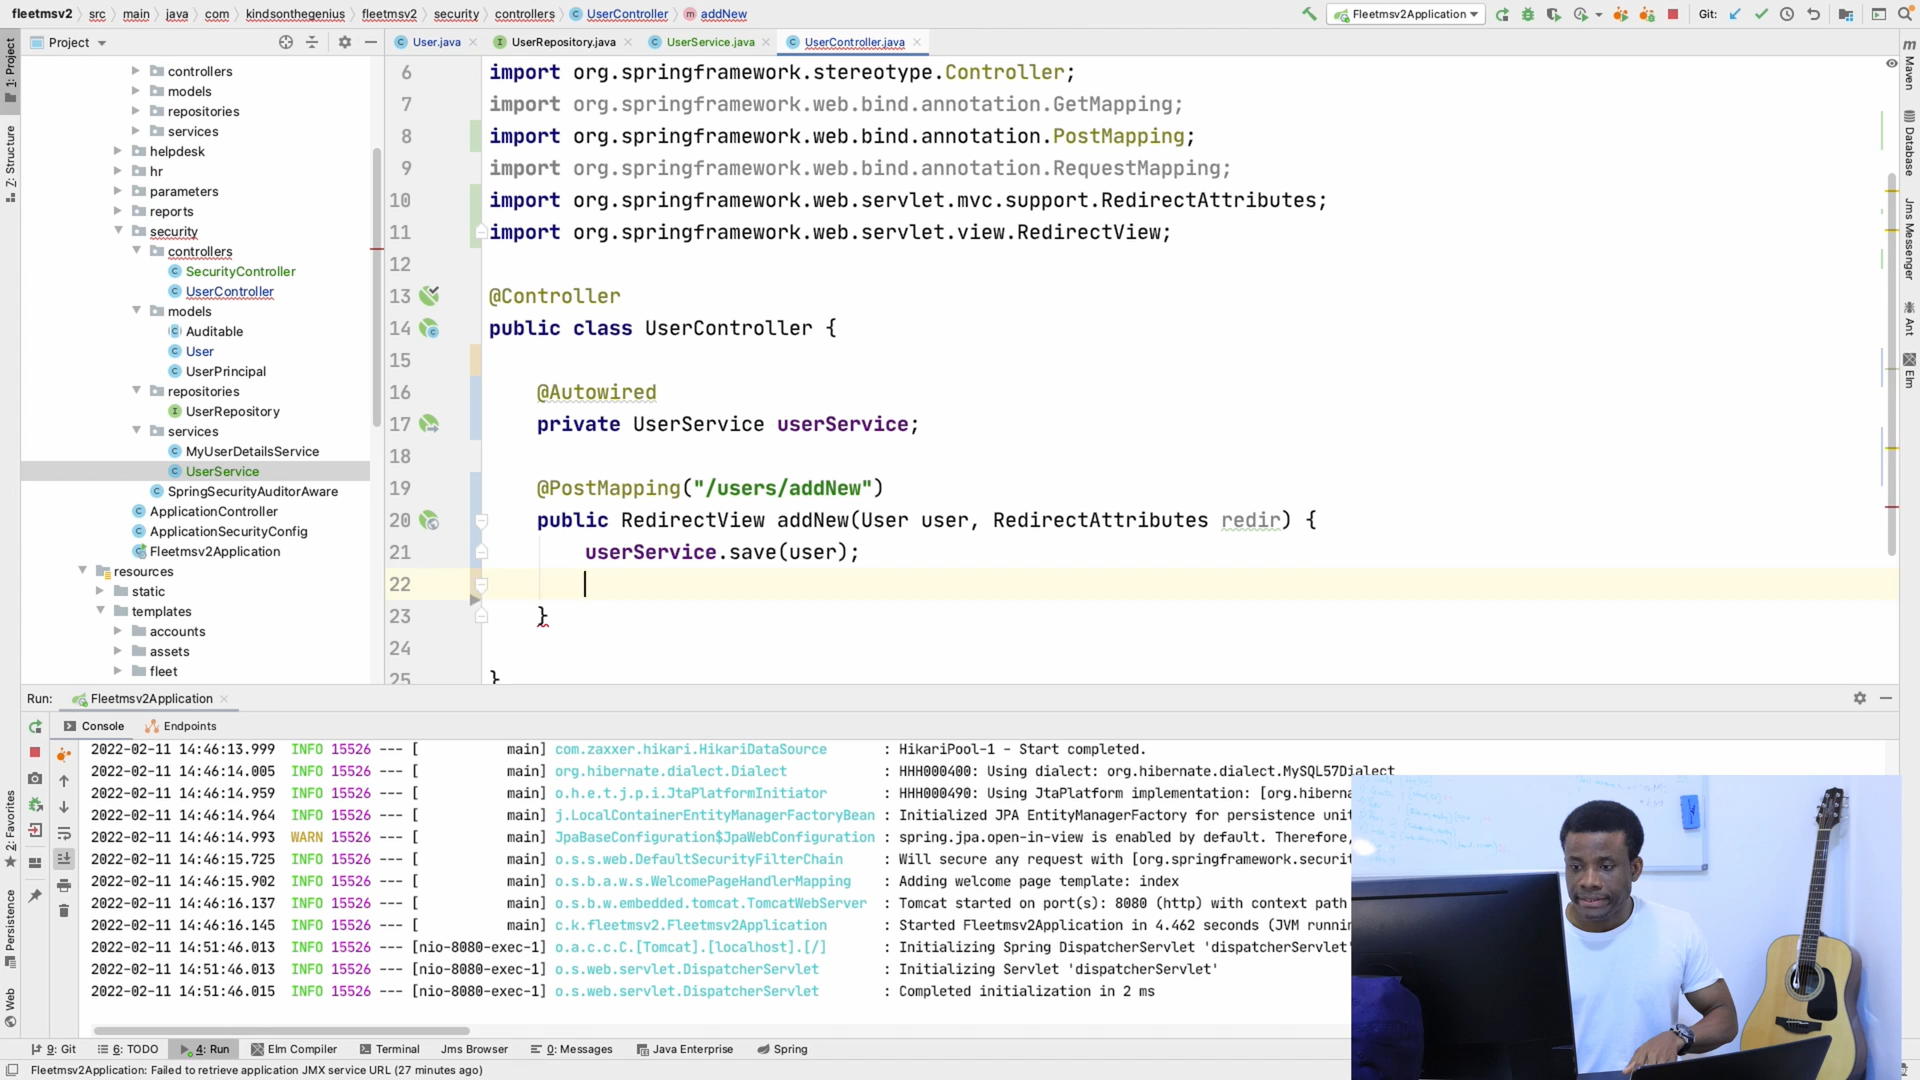 fleetmsv2 › src › main › java › com › kindsonthegenius › fleetmsv2 › security › controllers › UserController › addNew
Fleetmsv2Application
Git:
Project
User.java
UserRepository.java
UserService.java
UserController.java
1: Project
Z: Structure
2: Favorites
Persistence
Web
controllers
models
repositories
services
helpdesk
hr
parameters
reports
security
controllers
SecurityController
UserController
models
Auditable
User
UserPrincipal
repositories
UserRepository
services
MyUserDetailsService
UserService
SpringSecurityAuditorAware
ApplicationController
ApplicationSecurityConfig
Fleetmsv2Application
resources
static
templates
accounts
assets
fleet
6 import org.springframework.stereotype.Controller;
7 import org.springframework.web.bind.annotation.GetMapping;
8 import org.springframework.web.bind.annotation.PostMapping;
9 import org.springframework.web.bind.annotation.RequestMapping;
10 import org.springframework.web.servlet.mvc.support.RedirectAttributes;
11 import org.springframework.web.servlet.view.RedirectView;
12
13 @Controller
14 public class UserController {
15
16 @Autowired
17 private UserService userService;
18
19 @PostMapping("/users/addNew")
20 public RedirectView addNew(User user, RedirectAttributes redir) {
21 userService.save(user);
22
23 }
24
25 }
Maven
Database
Jms Messenger
Ant
Elm
Run: Fleetmsv2Application
Console
Endpoints
2022-02-11 14:46:13.999 INFO 15526 --- [ main] com.zaxxer.hikari.HikariDataSource : HikariPool-1 - Start completed.
2022-02-11 14:46:14.005 INFO 15526 --- [ main] org.hibernate.dialect.Dialect : HHH000400: Using dialect: org.hibernate.dialect.MySQL57Dialect
2022-02-11 14:46:14.959 INFO 15526 --- [ main] o.h.e.t.j.p.i.JtaPlatformInitiator : HHH000490: Using JtaPlatform implementation: [org.hiberna
2022-02-11 14:46:14.964 INFO 15526 --- [ main] j.LocalContainerEntityManagerFactoryBean : Initialized JPA EntityManagerFactory for persistence unit
2022-02-11 14:46:14.993 WARN 15526 --- [ main] JpaBaseConfiguration$JpaWebConfiguration : spring.jpa.open-in-view is enabled by default. Therefore,
2022-02-11 14:46:15.725 INFO 15526 --- [ main] o.s.s.web.DefaultSecurityFilterChain : Will secure any request with [org.springframework.securit
2022-02-11 14:46:15.902 INFO 15526 --- [ main] o.s.b.a.w.s.WelcomePageHandlerMapping : Adding welcome page template: index
2022-02-11 14:46:16.137 INFO 15526 --- [ main] o.s.b.w.embedded.tomcat.TomcatWebServer : Tomcat started on port(s): 8080 (http) with context path
2022-02-11 14:46:16.145 INFO 15526 --- [ main] c.k.fleetmsv2.Fleetmsv2Application : Started Fleetmsv2Application in 4.462 seconds (JVM runnin
2022-02-11 14:51:46.013 INFO 15526 --- [nio-8080-exec-1] o.a.c.c.C.[Tomcat].[localhost].[/] : Initializing Spring DispatcherServlet 'dispatcherServlet'
2022-02-11 14:51:46.013 INFO 15526 --- [nio-8080-exec-1] o.s.web.servlet.DispatcherServlet : Initializing Servlet 'dispatcherServlet'
2022-02-11 14:51:46.015 INFO 15526 --- [nio-8080-exec-1] o.s.web.servlet.DispatcherServlet : Completed initialization in 2 ms
9: Git
6: TODO
4: Run
Elm Compiler
Terminal
Jms Browser
0: Messages
Java Enterprise
Spring
Fleetmsv2Application: Failed to retrieve application JMX service URL (27 minutes ago)